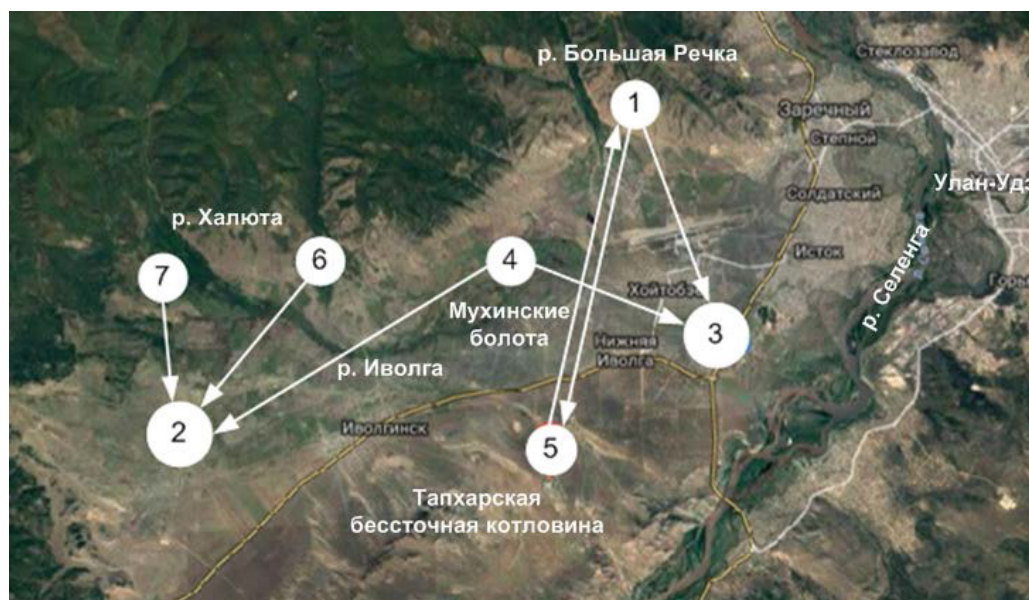 Стеклозавод
р. Большая Речка
1
Заречный
Степной
Улан-Удэ
Солдатский
р. Халюта
7
6
4
Исток
Хойтобэ
р. Селенга
Мухинские
болота
3
Нижняя
Иволга
р. Иволга
2
Иволгинск
5
Тапхарская
бессточная котловина